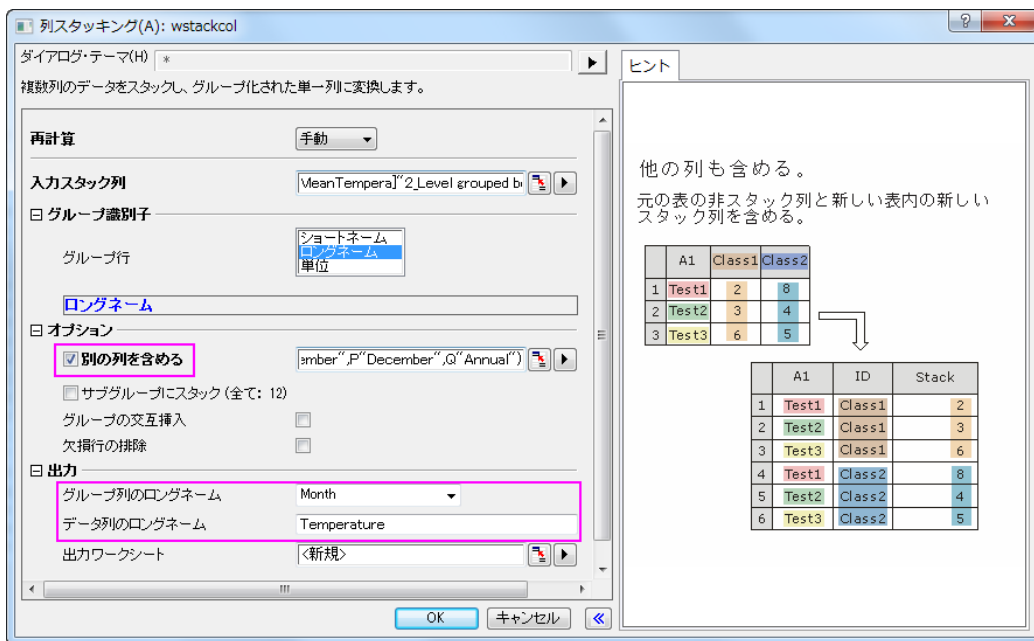 列スタッキング(A): wstackcol
ダイアログ・テーマ(H) *
複数列のデータをスタックし、グループ化された単一列に変換します。
再計算 手動
入力スタック列 MeanTempera]"2_Level grouped b
グループ識別子
グループ行
ショートネーム
ロングネーム
単位
ロングネーム
オプション
別の列を含める ember",P"December",Q"Annual")
サブグループにスタック(全て: 12)
グループの交互挿入
欠損行の排除
出力
グループ列のロングネーム Month
データ列のロングネーム Temperature
出力ワークシート <新規>
OK キャンセル
ヒント
他の列も含める。
元の表の非スタック列と新しい表内の新しい
スタック列を含める。
A1 Class1 Class2
1 Test1 2 8
2 Test2 3 4
3 Test3 6 5
A1 ID Stack
1 Test1 Class1 2
2 Test2 Class1 3
3 Test3 Class1 6
4 Test1 Class2 8
5 Test2 Class2 4
6 Test3 Class2 5